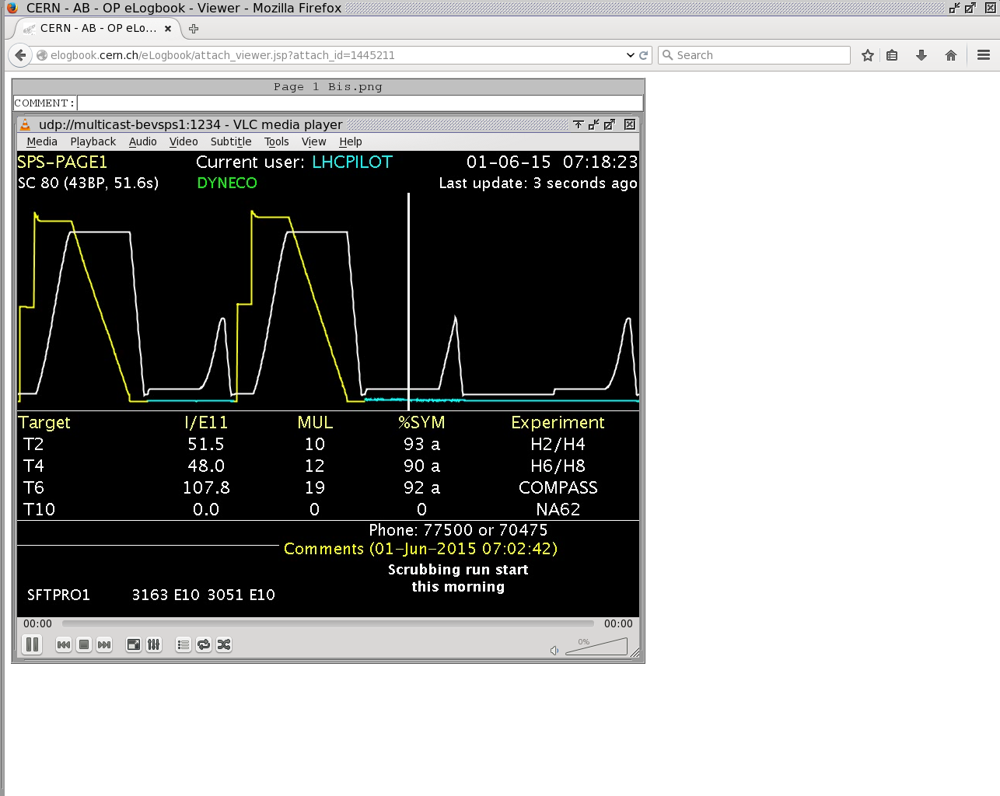 CERN - AB - OP eLogbook - Viewer - Mozilla Firefox
CERN - AB - OP eLo...
elogbook.cern.ch/eLogbook/attach_viewer.jsp?attach_id=1445211 Search
Page 1 Bis.png
COMMENT:
udp://multicast-bevsps1:1234 - VLC media player
Media Playback Audio Video Subtitle Tools View Help
SPS-PAGE1 Current user: LHCPILOT 01-06-15 07:18:23
SC 80 (43BP, 51.6s) DYNECO Last update: 3 seconds ago
Target I/E11 MUL %SYM Experiment
T2 51.5 10 93 a H2/H4
T4 48.0 12 90 a H6/H8
T6 107.8 19 92 a COMPASS
T10 0.0 0 0 NA62
Phone: 77500 or 70475
Comments (01-Jun-2015 07:02:42)
Scrubbing run start
this morning
SFTPRO1 3163 E10 3051 E10
00:00 00:00
0%